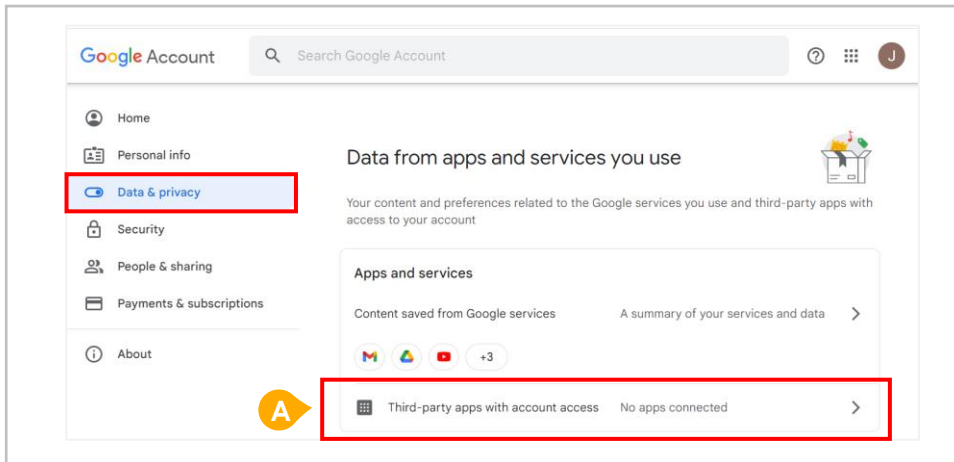 Google Account
Search Google Account
J
Home
Personal info
Data & privacy
Security
People & sharing
Payments & subscriptions
About
Data from apps and services you use
Your content and preferences related to the Google services you use and third-party apps with
access to your account
Apps and services
Content saved from Google services A summary of your services and data
+3
A
Third-party apps with account access No apps connected